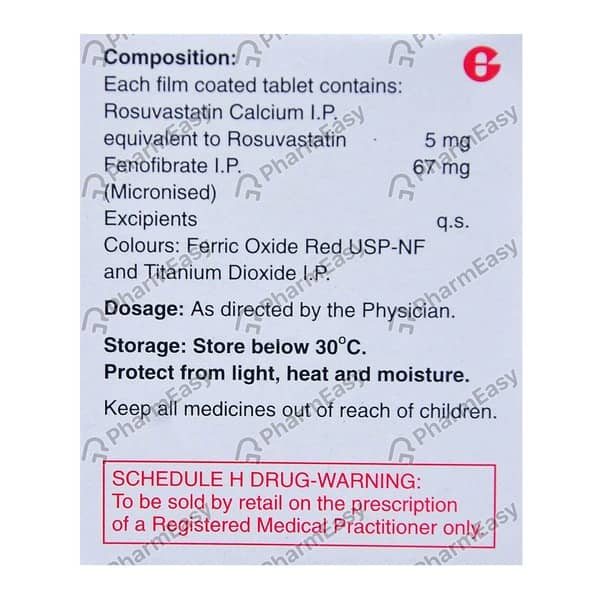 Composition:
Each film coated tablet contains:
Rosuvastatin Calcium I.P.
equivalent to Rosuvastatin 5 mg
Fenofibrate I.P. 67 mg
(Micronised)
Excipients q.s.
Colours: Ferric Oxide Red USP-NF
and Titanium Dioxide I.P.
Dosage: As directed by the Physician.
Storage: Store below 30°C.
Protect from light, heat and moisture.
Keep all medicines out of reach of children.
SCHEDULE H DRUG-WARNING:
To be sold by retail on the prescription
of a Registered Medical Practitioner only.
PharmEasy